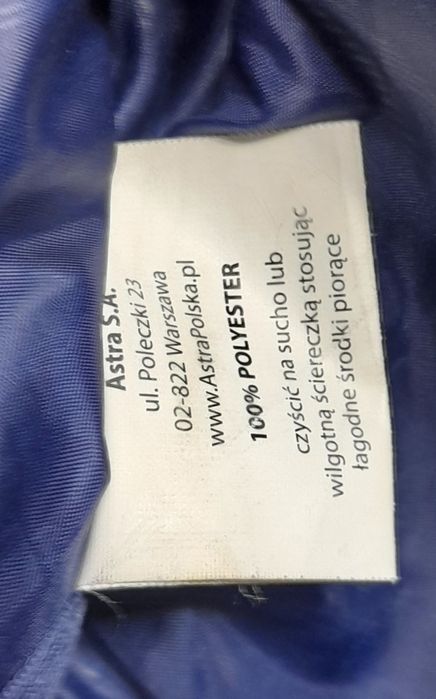 Astra S.A.
ul. Poleczki 23
02-822 Warszawa
www.AstraPolska.pl
100% POLYESTER
czyścić na sucho lub
wilgotną ściereczką stosując
łagodne środki piorące